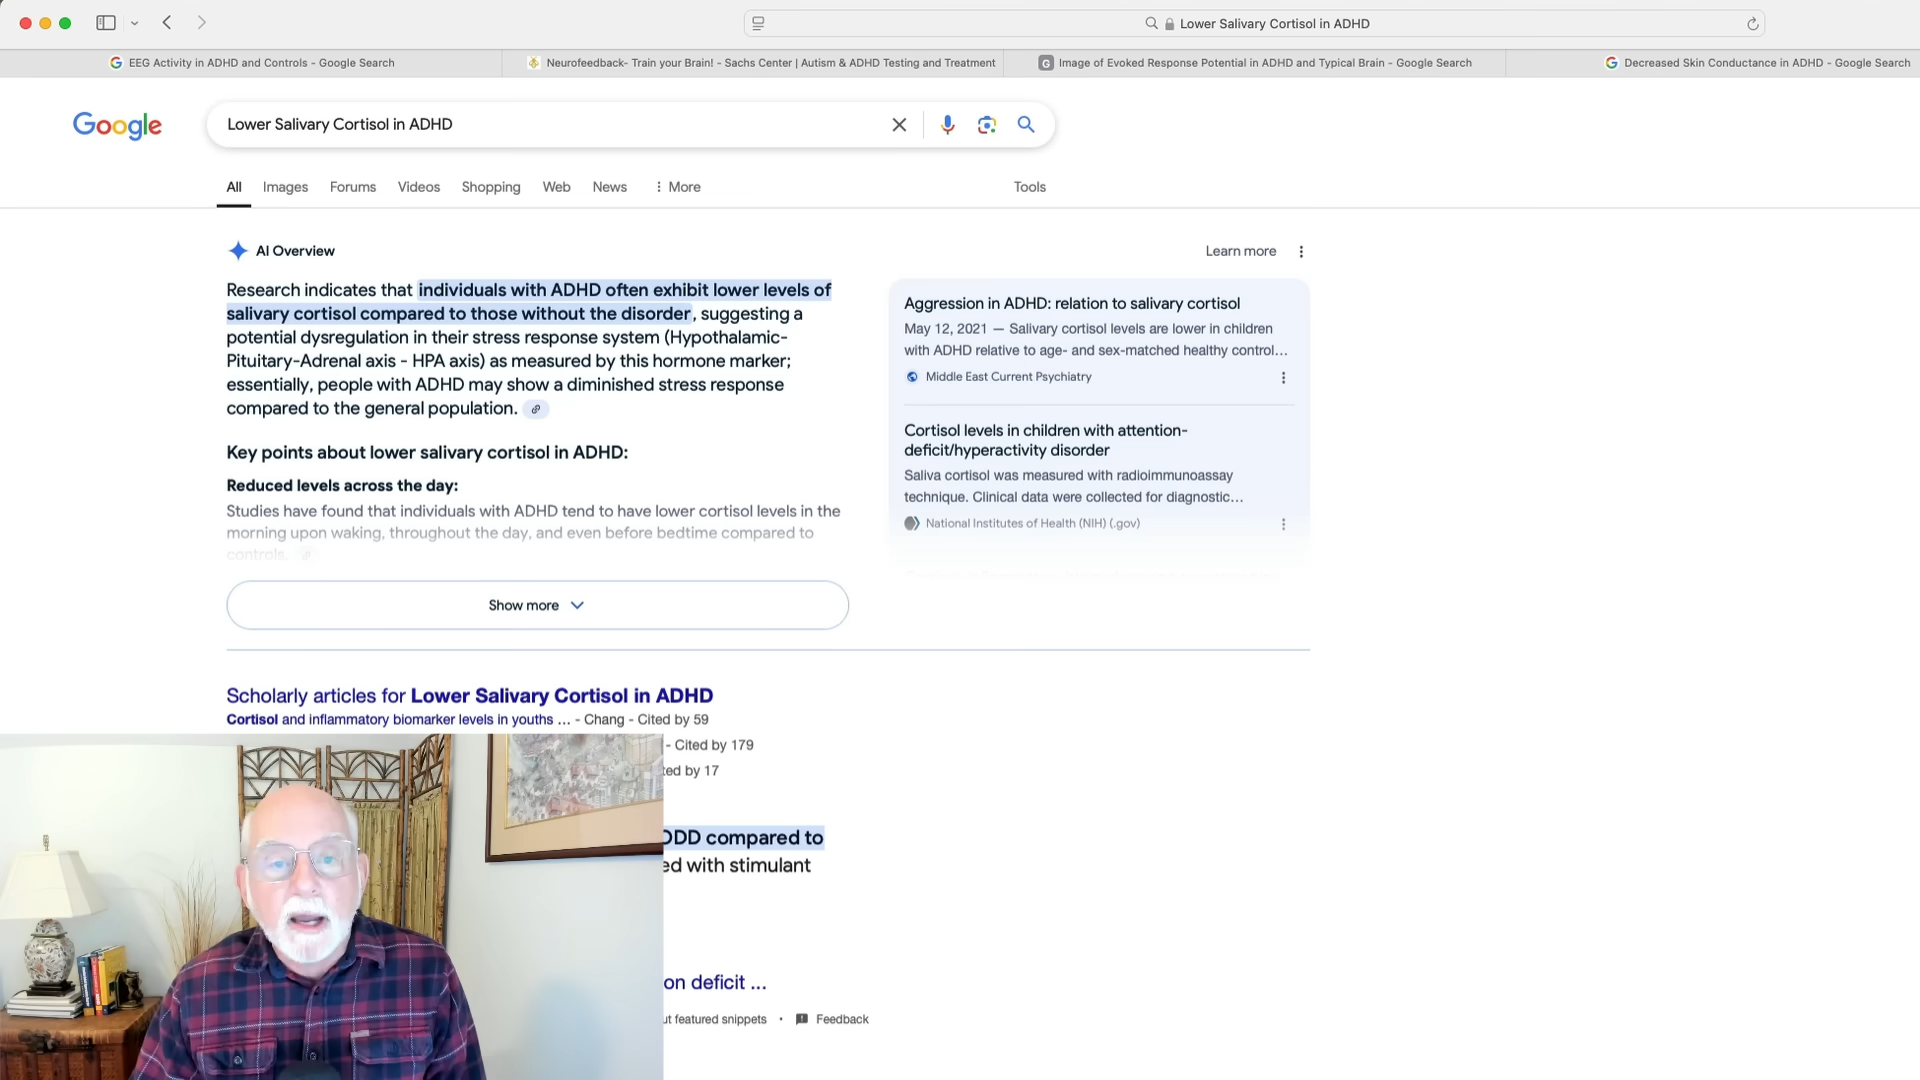 Lower Salivary Cortisol in ADHD
EEG Activity in ADHD and Controls - Google Search
Neurofeedback- Train your Brain! - Sachs Center | Autism & ADHD Testing and Treatment
Image of Evoked Response Potential in ADHD and Typical Brain - Google Search
Decreased Skin Conductance in ADHD - Google Search
Google
Lower Salivary Cortisol in ADHD
All Images Forums Videos Shopping Web News More Tools
AI Overview
Learn more
Research indicates that individuals with ADHD often exhibit lower levels of
salivary cortisol compared to those without the disorder, suggesting a
potential dysregulation in their stress response system (Hypothalamic-
Pituitary-Adrenal axis - HPA axis) as measured by this hormone marker;
essentially, people with ADHD may show a diminished stress response
compared to the general population.
Key points about lower salivary cortisol in ADHD:
Reduced levels across the day:
Studies have found that individuals with ADHD tend to have lower cortisol levels in the
morning upon waking, throughout the day, and even before bedtime compared to
controls.
Show more
Aggression in ADHD: relation to salivary cortisol
May 12, 2021 — Salivary cortisol levels are lower in children
with ADHD relative to age- and sex-matched healthy control...
Middle East Current Psychiatry
Cortisol levels in children with attention-
deficit/hyperactivity disorder
Saliva cortisol was measured with radioimmunoassay
technique. Clinical data were collected for diagnostic...
National Institutes of Health (NIH) (.gov)
Scholarly articles for Lower Salivary Cortisol in ADHD
Cortisol and inflammatory biomarker levels in youths ... - Chang - Cited by 59
- Cited by 179
ted by 17
ODD compared to
ed with stimulant
on deficit ...
ut featured snippets • Feedback